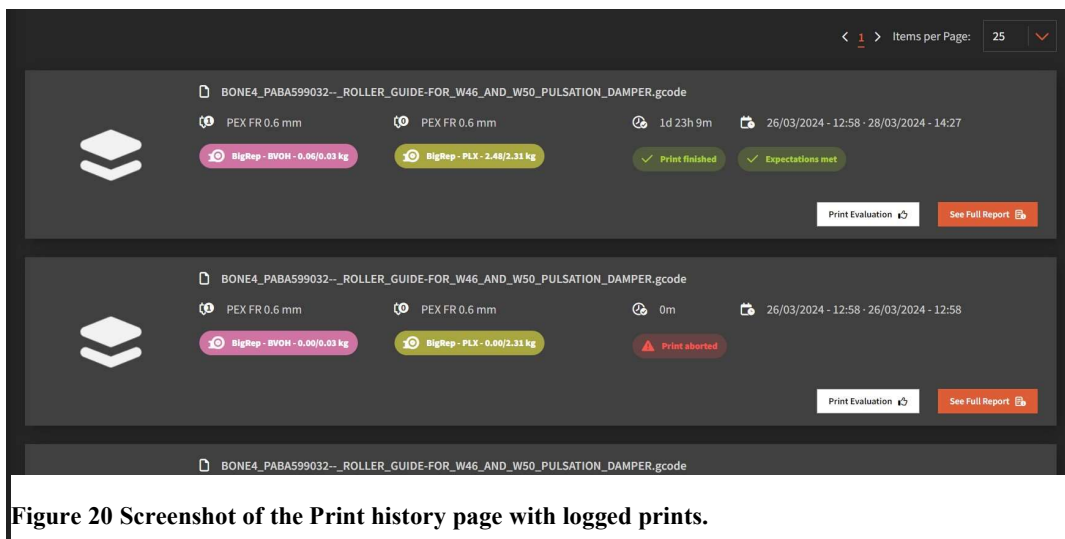 1 Items per Page: 25
BONE4_PABA599032--_ROLLER_GUIDE-FOR_W46_AND_W50_PULSATION_DAMPER.gcode
1 PEX FR 0.6 mm 0 PEX FR 0.6 mm 1d 23h 9m 26/03/2024 - 12:58 · 28/03/2024 - 14:27
BigRep - BVOH - 0.06/0.03 kg BigRep - PLX - 2.48/2.31 kg Print finished Expectations met
Print Evaluation See Full Report
BONE4_PABA599032--_ROLLER_GUIDE-FOR_W46_AND_W50_PULSATION_DAMPER.gcode
1 PEX FR 0.6 mm 0 PEX FR 0.6 mm 0m 26/03/2024 - 12:58 · 26/03/2024 - 12:58
BigRep - BVOH - 0.00/0.03 kg BigRep - PLX - 0.00/2.31 kg Print aborted
Print Evaluation See Full Report
BONE4_PABA599032--_ROLLER_GUIDE-FOR_W46_AND_W50_PULSATION_DAMPER.gcode
Figure 20 Screenshot of the Print history page with logged prints.